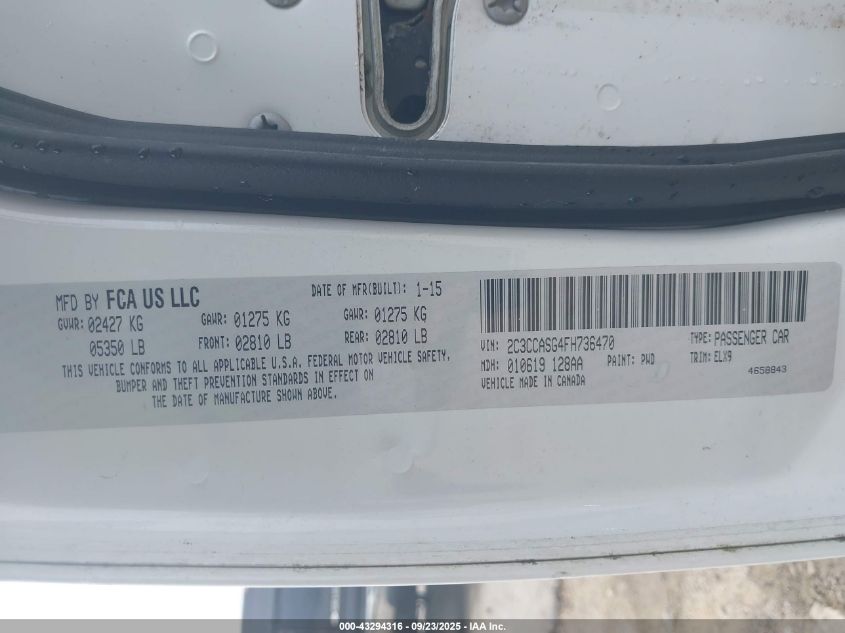 MFD BY FCA US LLC
DATE OF MFR(BUILT): 1-15
GVWR: 02427 KG
GAWR: 01275 KG
GAWR: 01275 KG
05350 LB
FRONT: 02810 LB
REAR: 02810 LB
THIS VEHICLE CONFORMS TO ALL APPLICABLE U.S.A. FEDERAL MOTOR VEHICLE SAFETY,
BUMPER AND THEFT PREVENTION STANDARDS IN EFFECT ON
THE DATE OF MANUFACTURE SHOWN ABOVE.
VIN: 2C3CCASG4FH736470
TYPE: PASSENGER CAR
MDH: 010619 128AA
PAINT: PWD
TRIM: ELX9
VEHICLE MADE IN CANADA
4658843
000-43294316 - 09/23/2025 - IAA Inc.